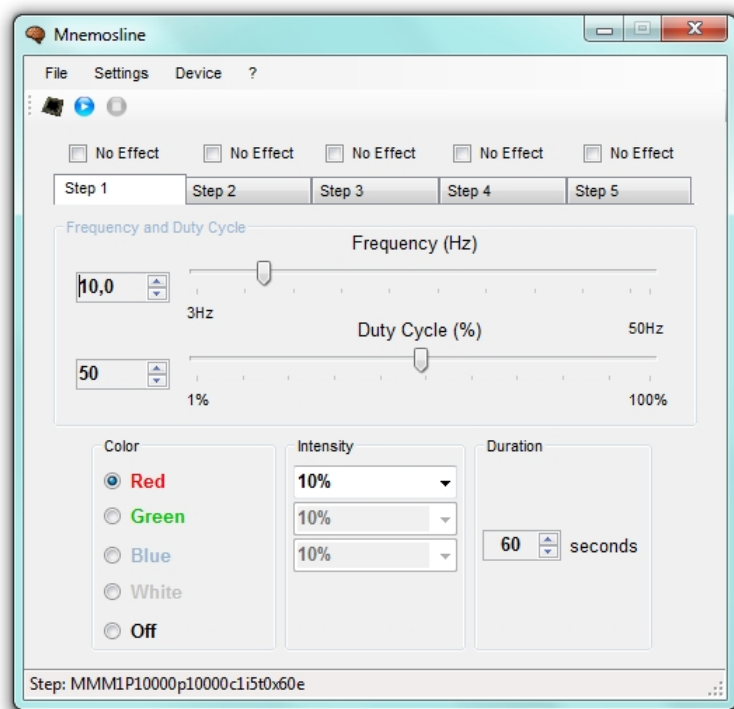 Mnemosline
File Settings Device ?
No Effect No Effect No Effect No Effect No Effect
Step 1 Step 2 Step 3 Step 4 Step 5
Frequency and Duty Cycle
Frequency (Hz)
10,0
3Hz
50Hz
Duty Cycle (%)
50
1% 100%
Color Intensity Duration
Red 10%
Green 10%
Blue 10% 60 seconds
White
Off
Step: MMM1P10000p10000c1i5t0x60e